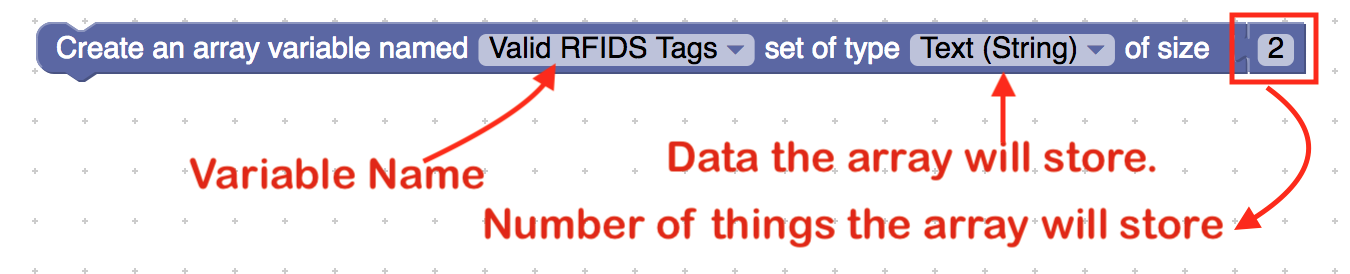 Create an array variable named Valid RFIDS Tags set of type Text (String) of size 2
Variable Name
Data the array will store.
Number of things the array will store